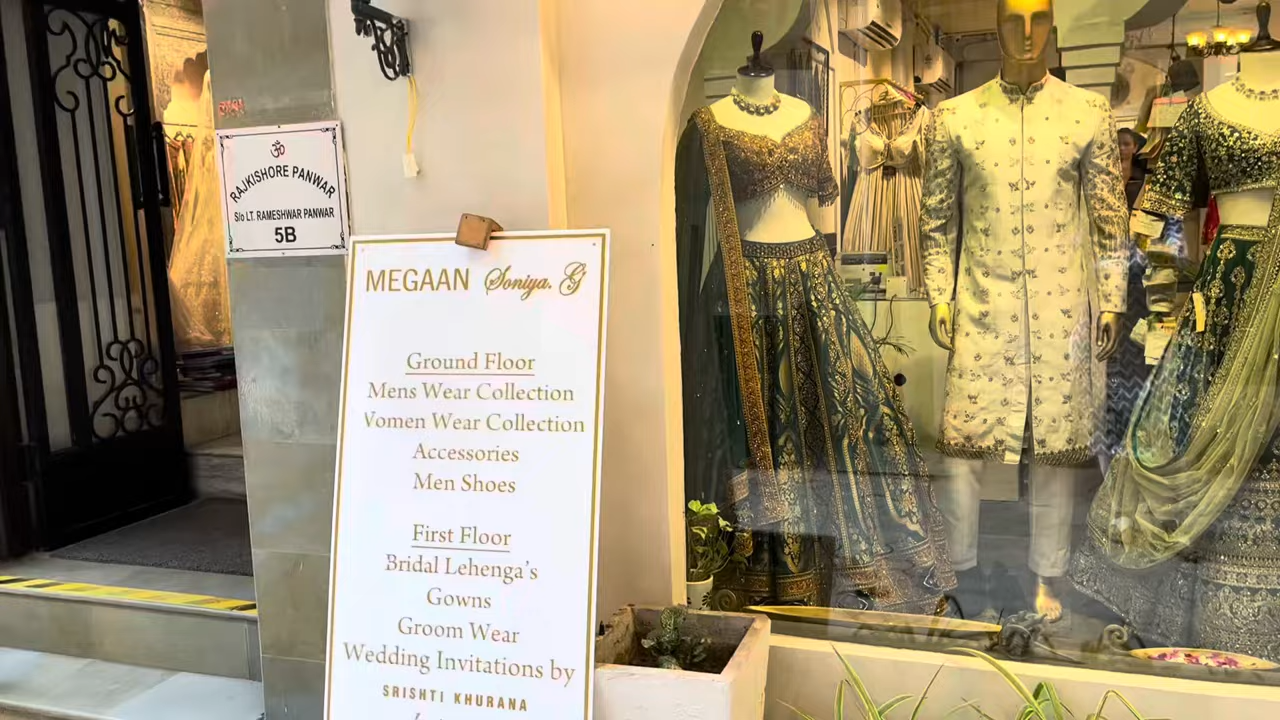 ॐ
RAJKISHORE PANWAR
S/o LT. RAMESHWAR PANWAR
5B
MEGAAN Soniya. G
Ground Floor
Mens Wear Collection
Women Wear Collection
Accessories
Men Shoes
First Floor
Bridal Lehenga's
Gowns
Groom Wear
Wedding Invitations by
SRISHTI KHURANA